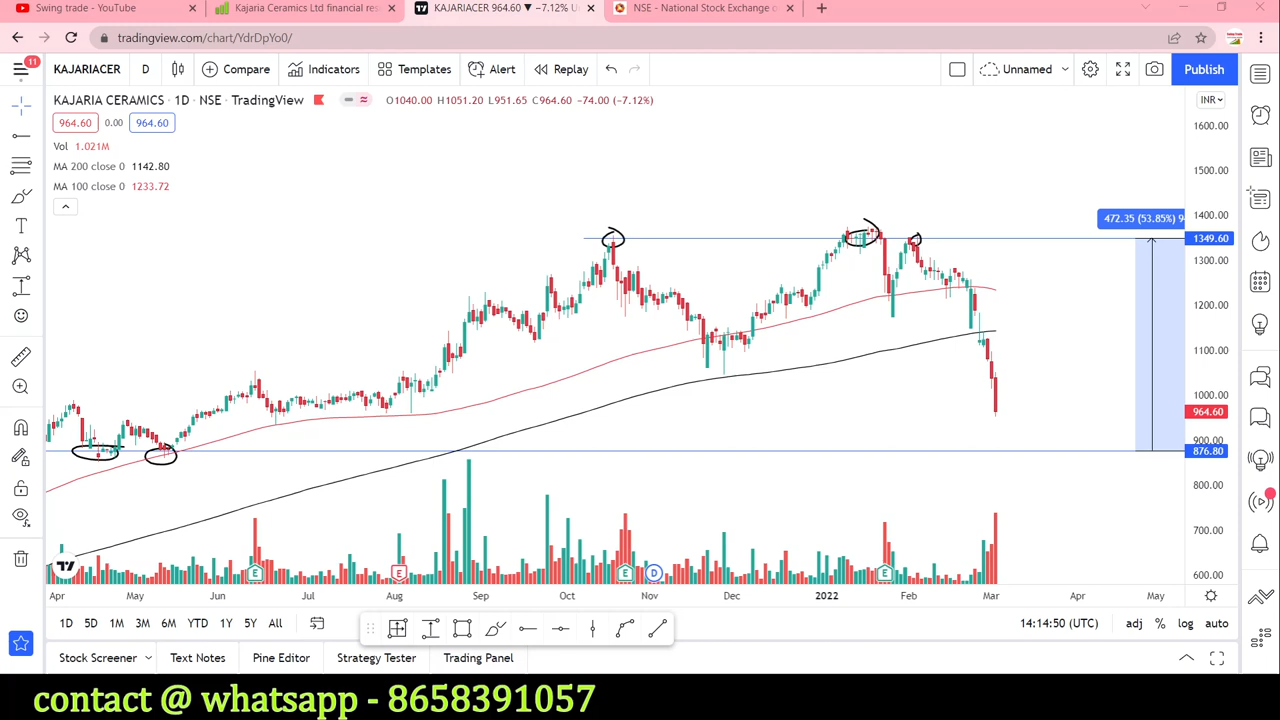 Swing trade - YouTube
Kajaria Ceramics Ltd financial res
KAJARIACER 964.60 ▼ −7.12% U
NSE - National Stock Exchange o
tradingview.com/chart/YdrDpYo0/
11
KAJARIACER D Compare Indicators Templates Alert Replay Unnamed Publish
KAJARIA CERAMICS · 1D · NSE · TradingView O1040.00 H1051.20 L951.65 C964.60 −74.00 (−7.12%)
INR
964.60 0.00 964.60
Vol 1.021M
MA 200 close 0 1142.80
MA 100 close 0 1233.72
472.35 (53.85%)
1600.00
1500.00
1400.00
1349.60
1300.00
1200.00
1100.00
1000.00
964.60
900.00
876.80
800.00
700.00
600.00
E E E D E
Apr May Jun Jul Aug Sep Oct Nov Dec 2022 Feb Mar Apr May
1D 5D 1M 3M 6M YTD 1Y 5Y All
14:14:50 (UTC) adj % log auto
Stock Screener Text Notes Pine Editor Strategy Tester Trading Panel
contact @ whatsapp - 8658391057